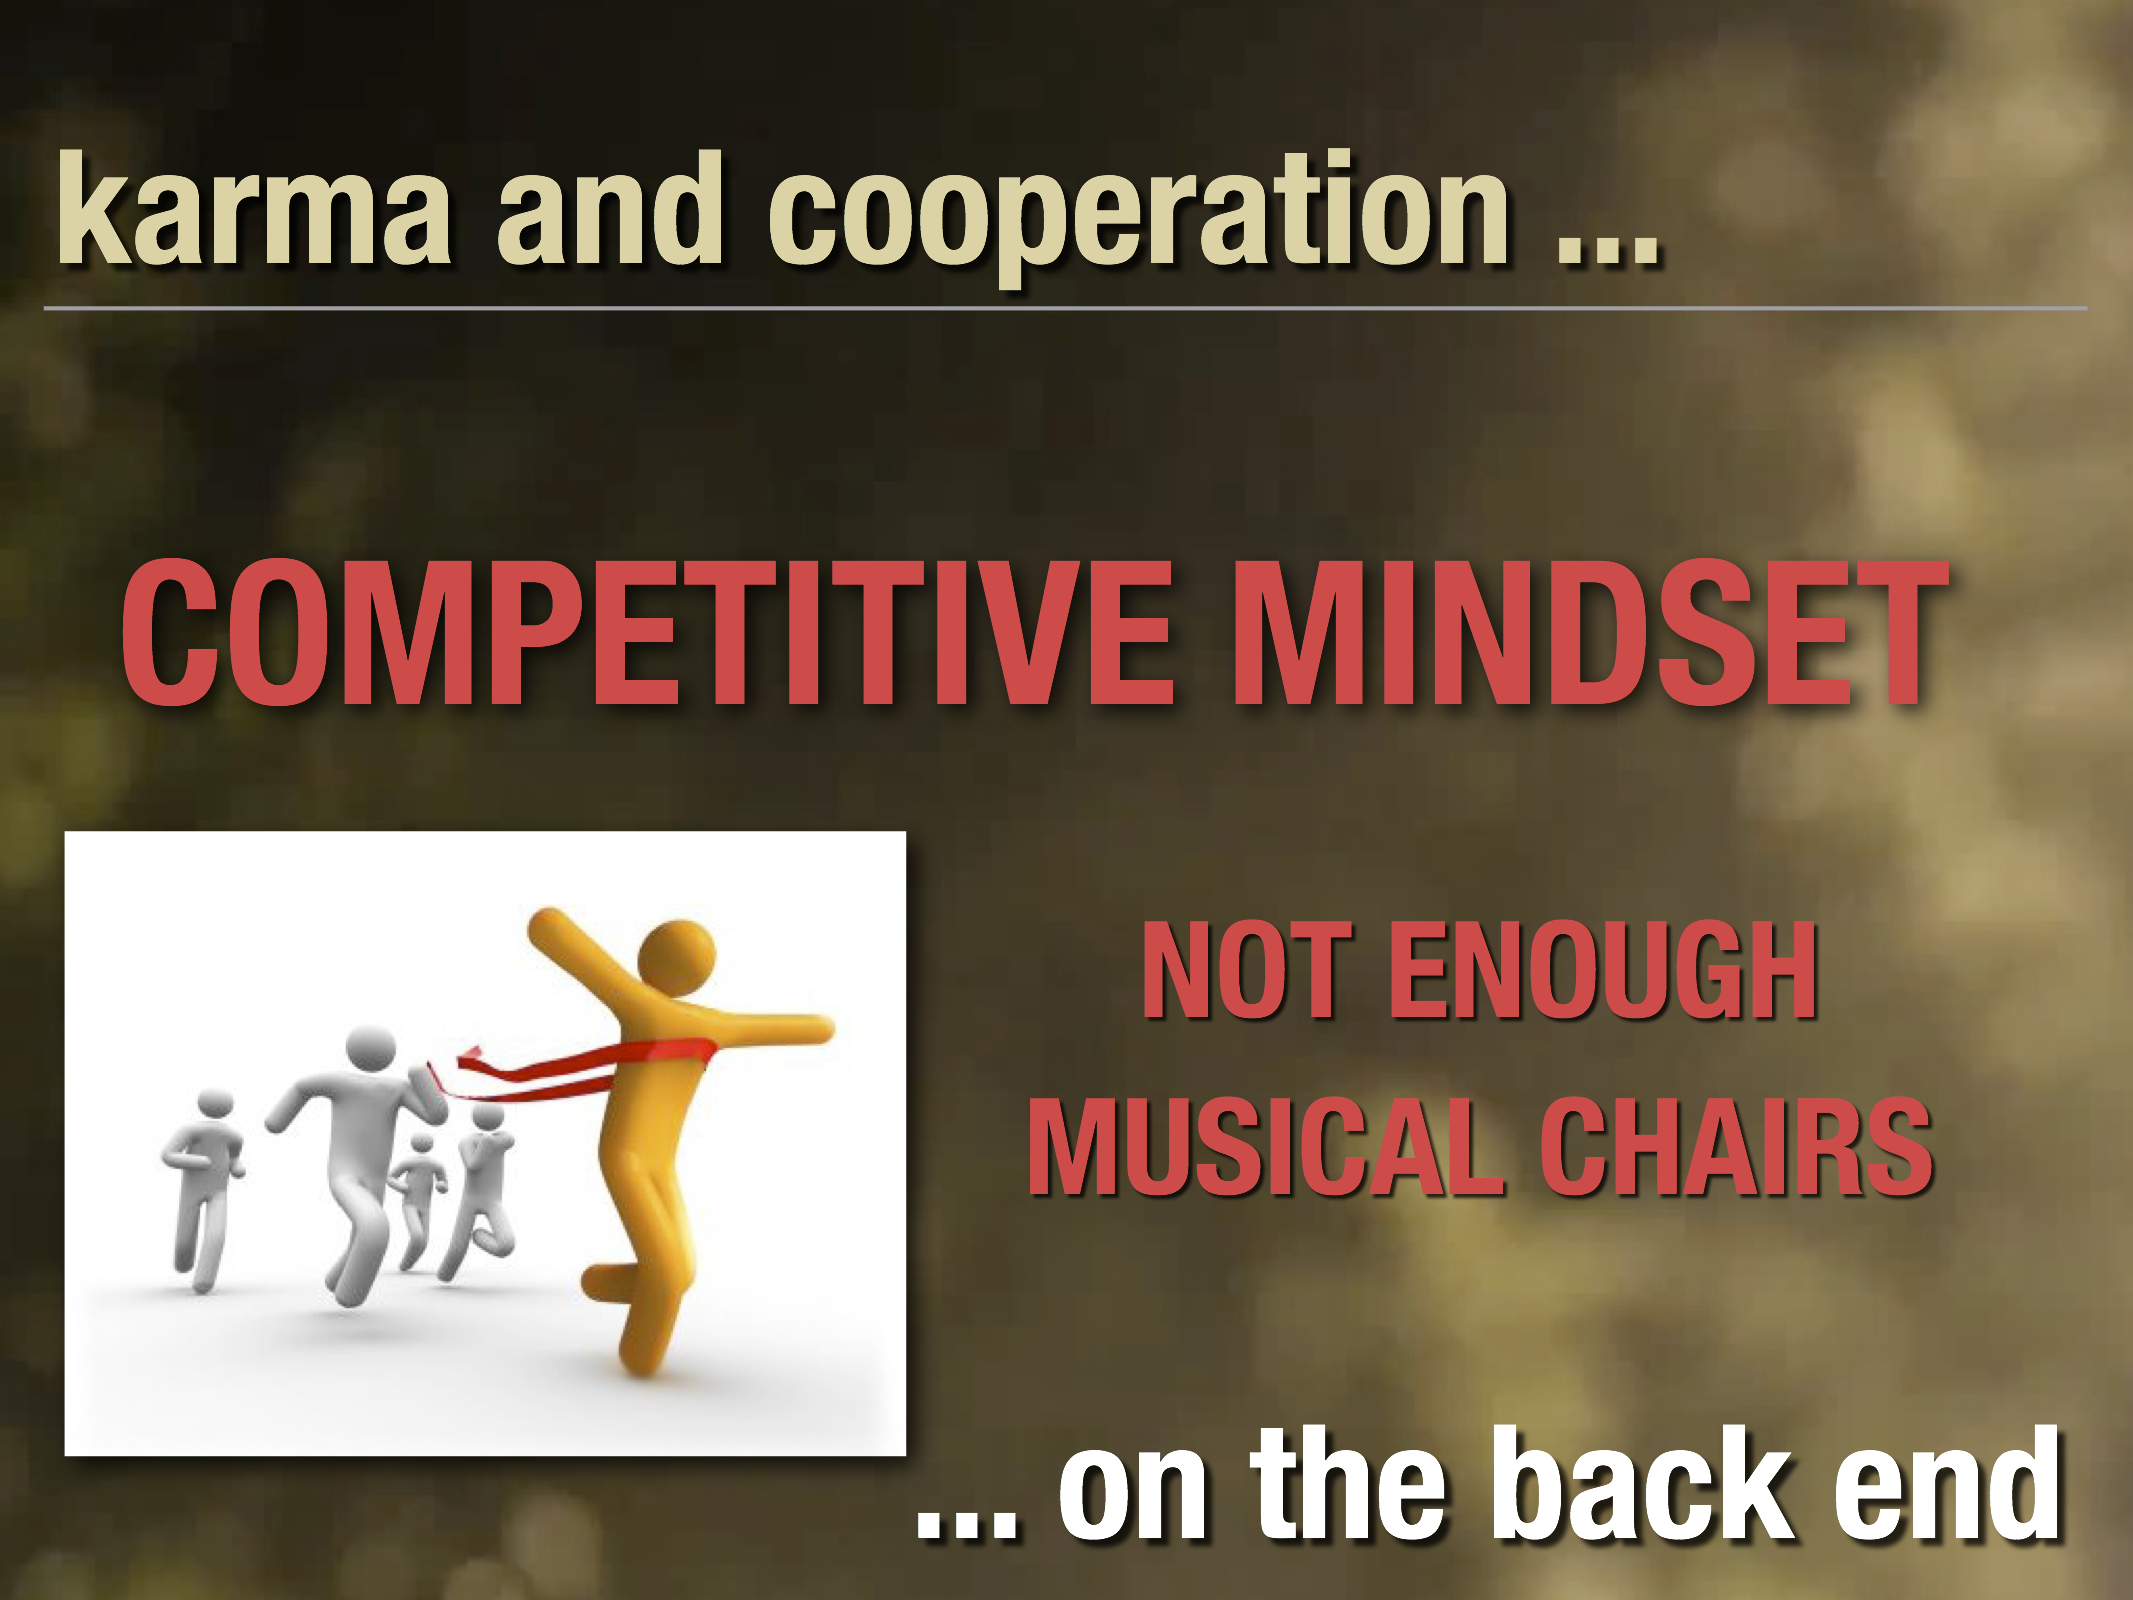 karma and cooperation ...
COMPETITIVE MINDSET
NOT ENOUGH
MUSICAL CHAIRS
... on the back end